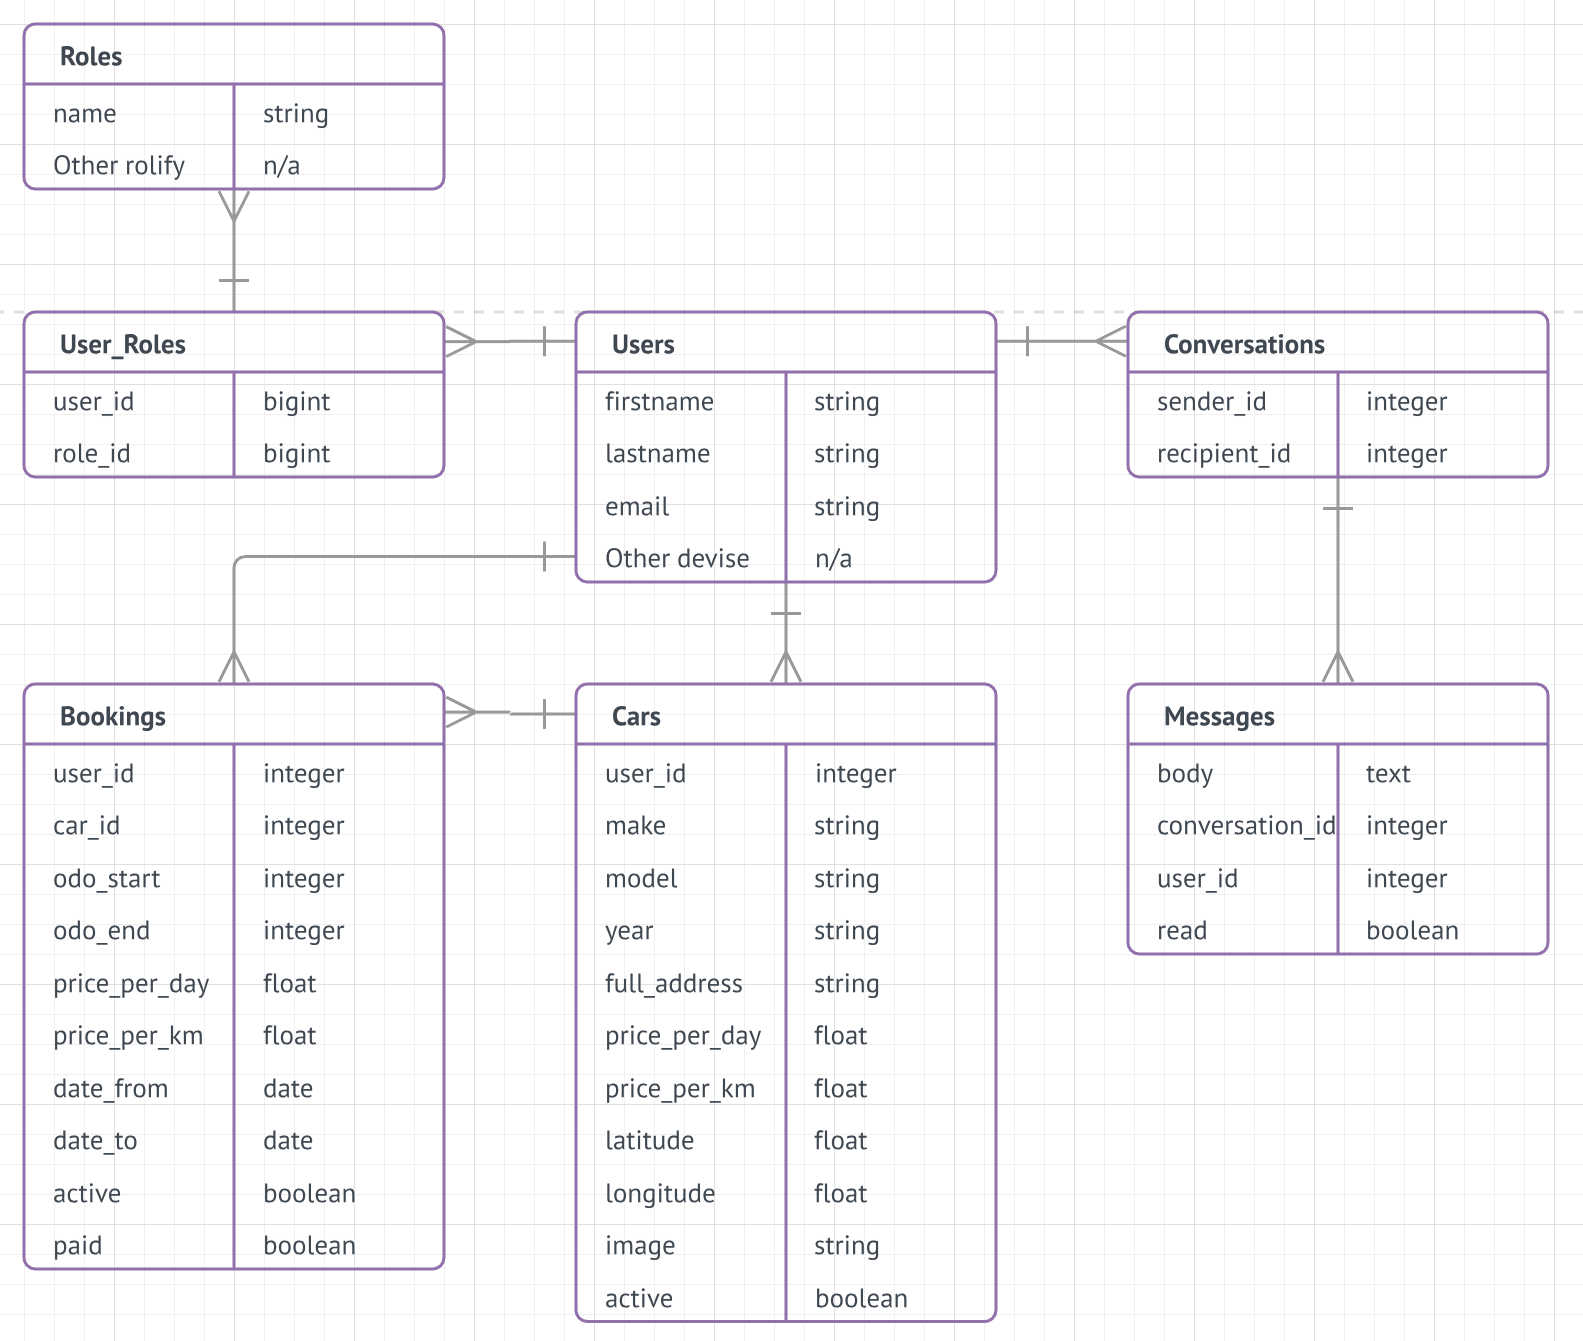 Roles
name string
Other rolify n/a
User_Roles
user_id bigint
role_id bigint
Users
firstname string
lastname string
email string
Other devise n/a
Conversations
sender_id integer
recipient_id integer
Bookings
user_id integer
car_id integer
odo_start integer
odo_end integer
price_per_day float
price_per_km float
date_from date
date_to date
active boolean
paid boolean
Cars
user_id integer
make string
model string
year string
full_address string
price_per_day float
price_per_km float
latitude float
longitude float
image string
active boolean
Messages
body text
conversation_id integer
user_id integer
read boolean